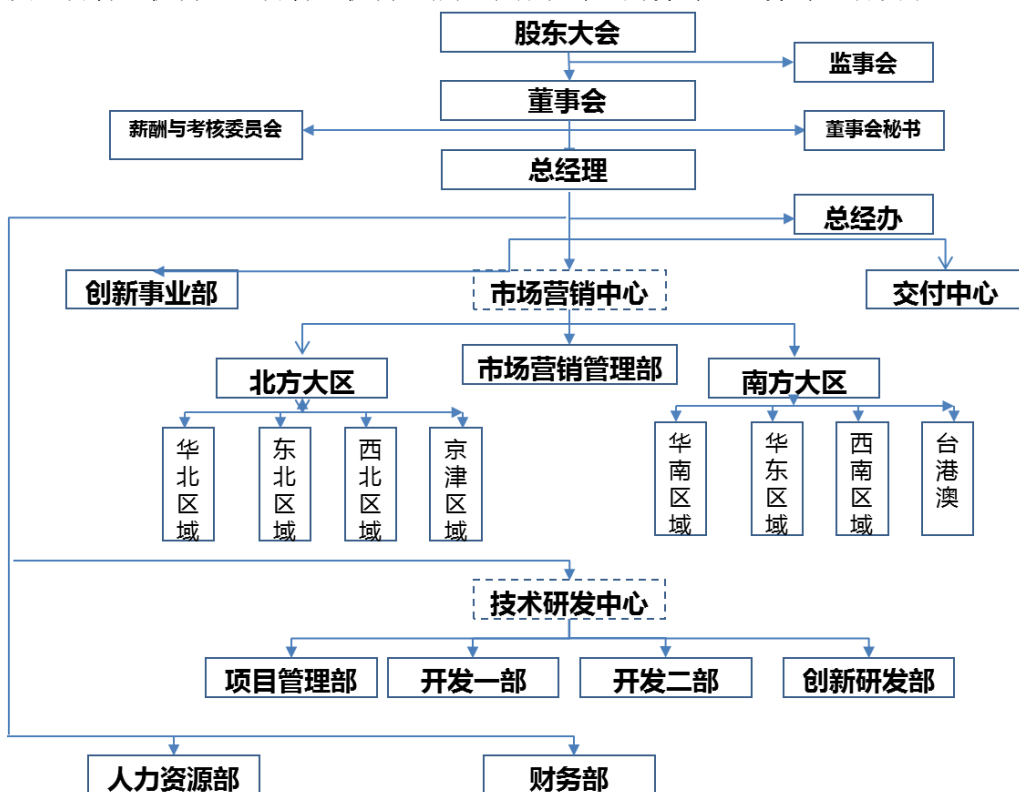 股东大会
监事会
董事会
薪酬与考核委员会
董事会秘书
总经理
总经办
创新事业部
市场营销中心
交付中心
北方大区
市场营销管理部
南方大区
华北区域
东北区域
西北区域
京津区域
华南区域
华东区域
西南区域
台港澳
技术研发中心
项目管理部
开发一部
开发二部
创新研发部
人力资源部
财务部